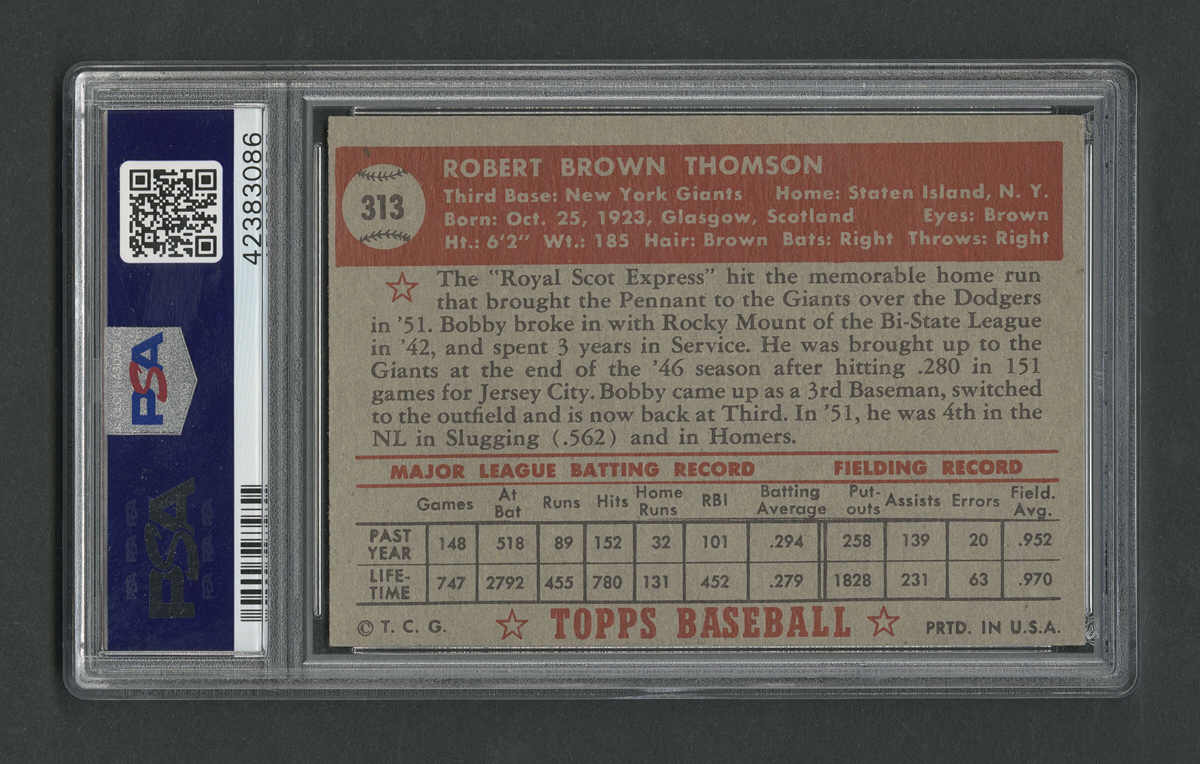 PSA
PSA
42383086
313
ROBERT BROWN THOMSON
Third Base: New York Giants Home: Staten Island, N. Y.
Born: Oct. 25, 1923, Glasgow, Scotland Eyes: Brown
Ht.: 6'2" Wt.: 185 Hair: Brown Bats: Right Throws: Right
The "Royal Scot Express" hit the memorable home run
that brought the Pennant to the Giants over the Dodgers
in '51. Bobby broke in with Rocky Mount of the Bi-State League
in '42, and spent 3 years in Service. He was brought up to the
Giants at the end of the '46 season after hitting .280 in 151
games for Jersey City. Bobby came up as a 3rd Baseman, switched
to the outfield and is now back at Third. In '51, he was 4th in the
NL in Slugging (.562) and in Homers.
MAJOR LEAGUE BATTING RECORD FIELDING RECORD
Games At Bat Runs Hits Home Runs RBI Batting Average Put-outs Assists Errors Field. Avg.
PAST YEAR 148 518 89 152 32 101 .294 258 139 20 .952
LIFE-TIME 747 2792 455 780 131 452 .279 1828 231 63 .970
© T. C. G. TOPPS BASEBALL PRTD. IN U.S.A.